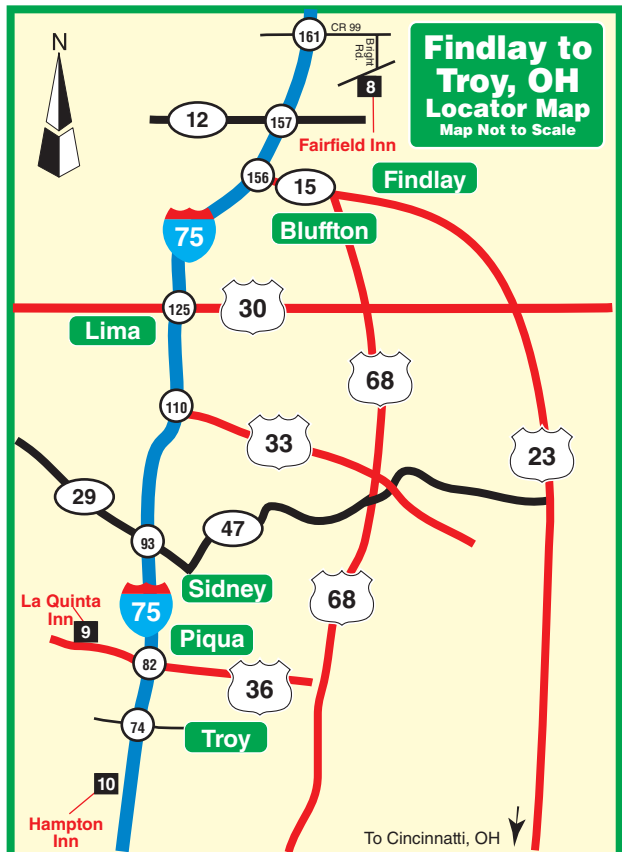 161
CR 99
Bright
Rd.
N
Findlay to
Troy, OH
Locator Map
Map Not to Scale
8
12
157
Fairfield Inn
156
15
Findlay
Bluffton
75
125
30
Lima
68
110
33
23
29
47
93
Sidney
La Quinta
Inn
9
75
68
Piqua
82
36
74
Troy
10
Hampton
Inn
To Cincinnatti, OH